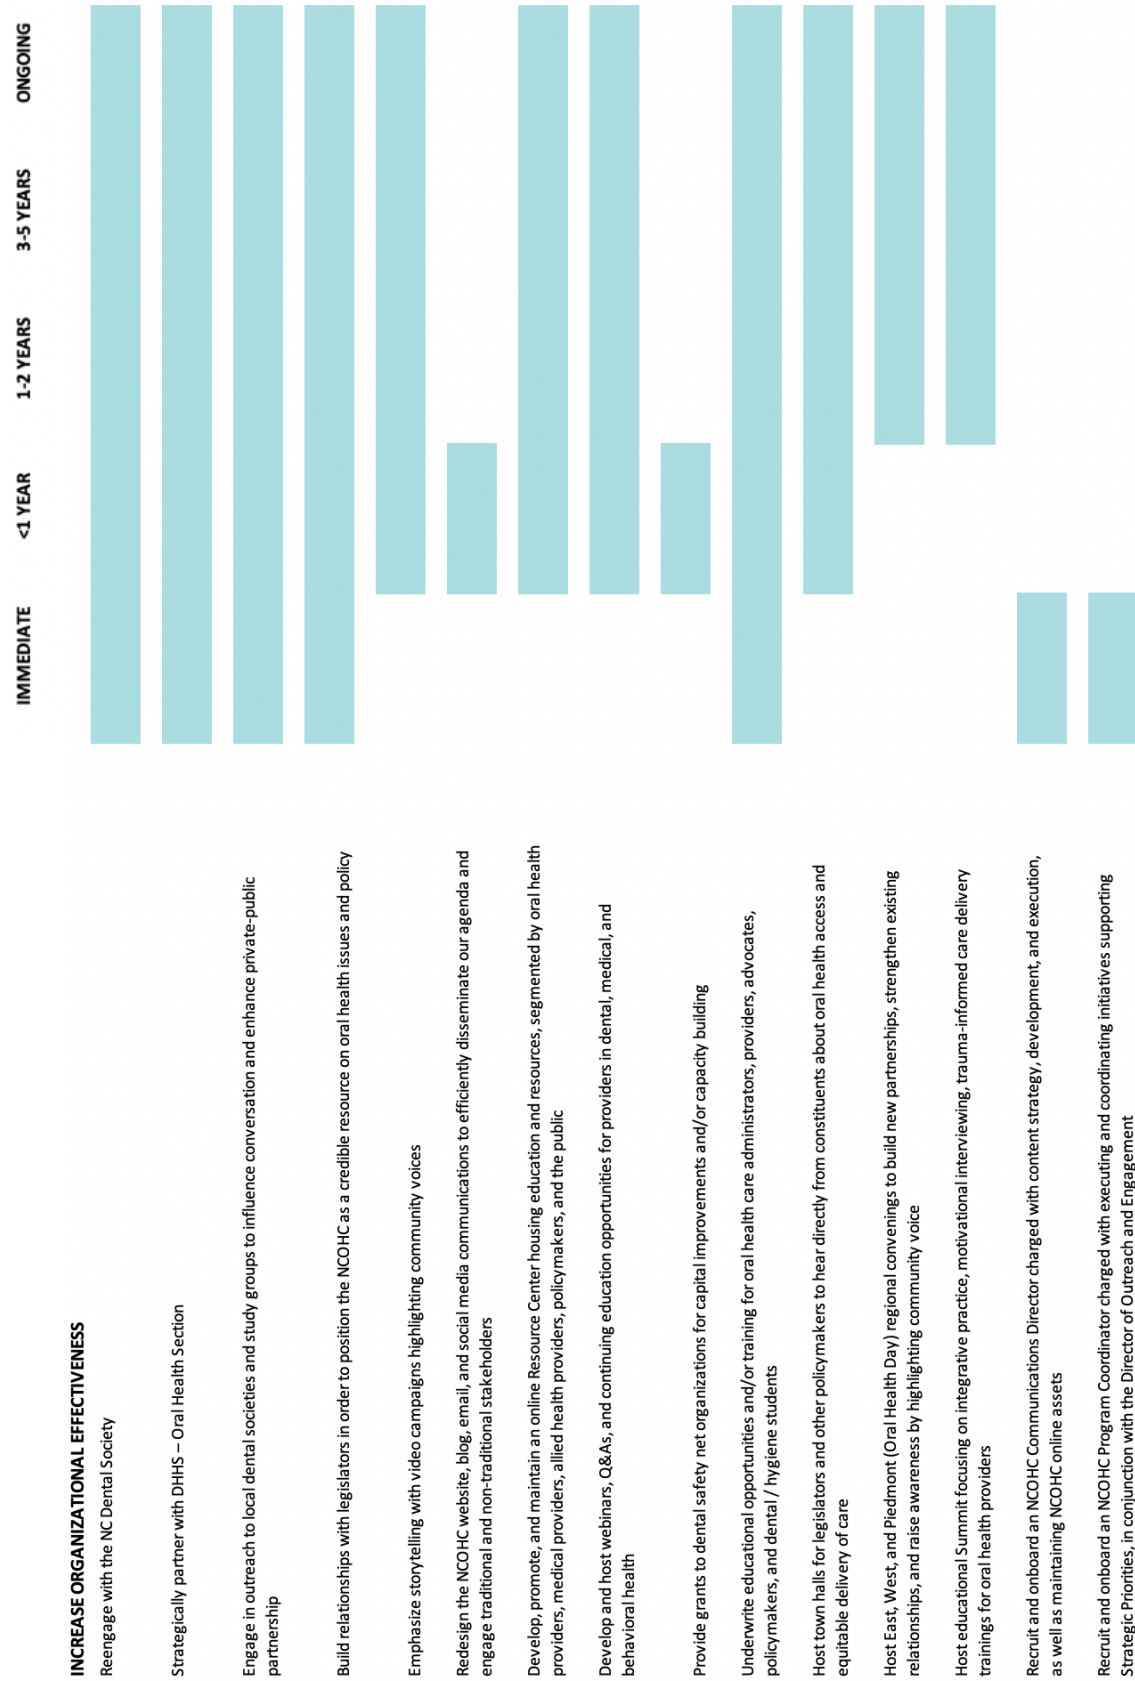 IMMEDIATE <1 YEAR 1-2 YEARS 3-5 YEARS ONGOING
INCREASE ORGANIZATIONAL EFFECTIVENESS
Reengage with the NC Dental Society
Strategically partner with DHHS – Oral Health Section
Engage in outreach to local dental societies and study groups to influence conversation and enhance private-public
partnership
Build relationships with legislators in order to position the NCOHC as a credible resource on oral health issues and policy
Emphasize storytelling with video campaigns highlighting community voices
Redesign the NCOHC website, blog, email, and social media communications to efficiently disseminate our agenda and
engage traditional and non-traditional stakeholders
Develop, promote, and maintain an online Resource Center housing education and resources, segmented by oral health
providers, medical providers, allied health providers, policymakers, and the public
Develop and host webinars, Q&As, and continuing education opportunities for providers in dental, medical, and
behavioral health
Provide grants to dental safety net organizations for capital improvements and/or capacity building
Underwrite educational opportunities and/or training for oral health care administrators, providers, advocates,
policymakers, and dental / hygiene students
Host town halls for legislators and other policymakers to hear directly from constituents about oral health access and
equitable delivery of care
Host East, West, and Piedmont (Oral Health Day) regional convenings to build new partnerships, strengthen existing
relationships, and raise awareness by highlighting community voice
Host educational Summit focusing on integrative practice, motivational interviewing, trauma-informed care delivery
trainings for oral health providers
Recruit and onboard an NCOHC Communications Director charged with content strategy, development, and execution,
as well as maintaining NCOHC online assets
Recruit and onboard an NCOHC Program Coordinator charged with executing and coordinating initiatives supporting
Strategic Priorities, in conjunction with the Director of Outreach and Engagement